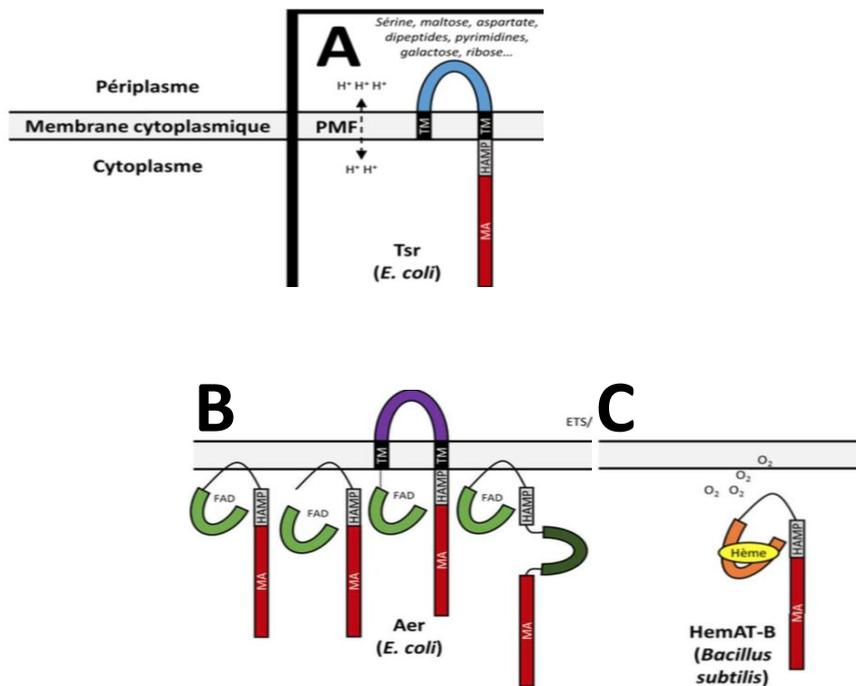 A
Sérine, maltose, aspartate,
dipeptides, pyrimidines,
galactose, ribose...
Périplasme
H⁺ H⁺ H⁺
Membrane cytoplasmique
PMF
TM
TM
Cytoplasme
H⁺ H⁺
HAMP
MA
Tsr
(E. coli)
B
ETS/
C
TM
TM
FAD
HAMP
MA
FAD
HAMP
MA
FAD
HAMP
MA
FAD
HAMP
MA
Aer
(E. coli)
O₂
O₂
O₂ O₂
Hème
HAMP
MA
HemAT-B
(Bacillus
subtilis)